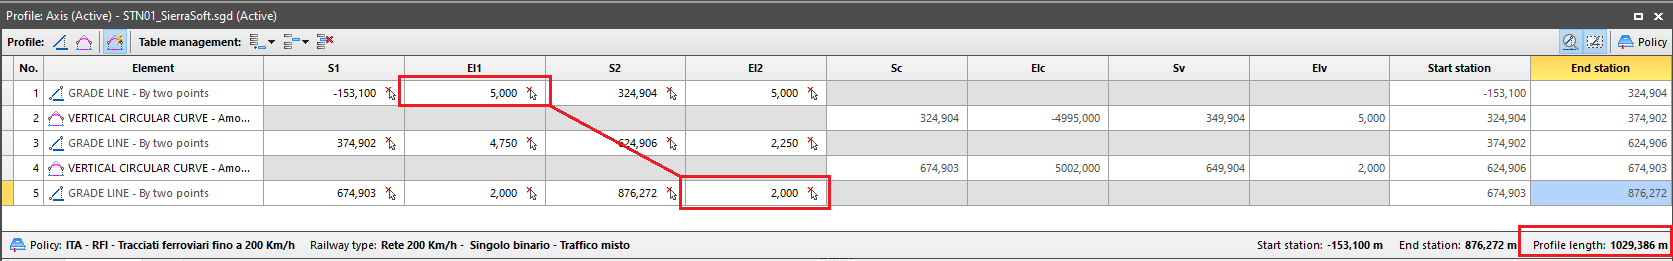 Profile: Axis (Active) - STN01_SierraSoft.sgd (Active)
Profile: Table management: Policy
No. Element S1 El1 S2 El2 Sc Elc Sv Elv Start station End station
1 GRADE LINE - By two points -153,100 5,000 324,904 5,000 -153,100 324,904
2 VERTICAL CIRCULAR CURVE - Amo... 324,904 -4995,000 349,904 5,000 324,904 374,902
3 GRADE LINE - By two points 374,902 4,750 624,906 2,250 374,902 624,906
4 VERTICAL CIRCULAR CURVE - Amo... 674,903 5002,000 649,904 2,000 624,906 674,903
5 GRADE LINE - By two points 674,903 2,000 876,272 2,000 674,903 876,272
Policy: ITA - RFI - Tracciati ferroviari fino a 200 Km/h Railway type: Rete 200 Km/h - Singolo binario - Traffico misto Start station: -153,100 m End station: 876,272 m Profile length: 1029,386 m